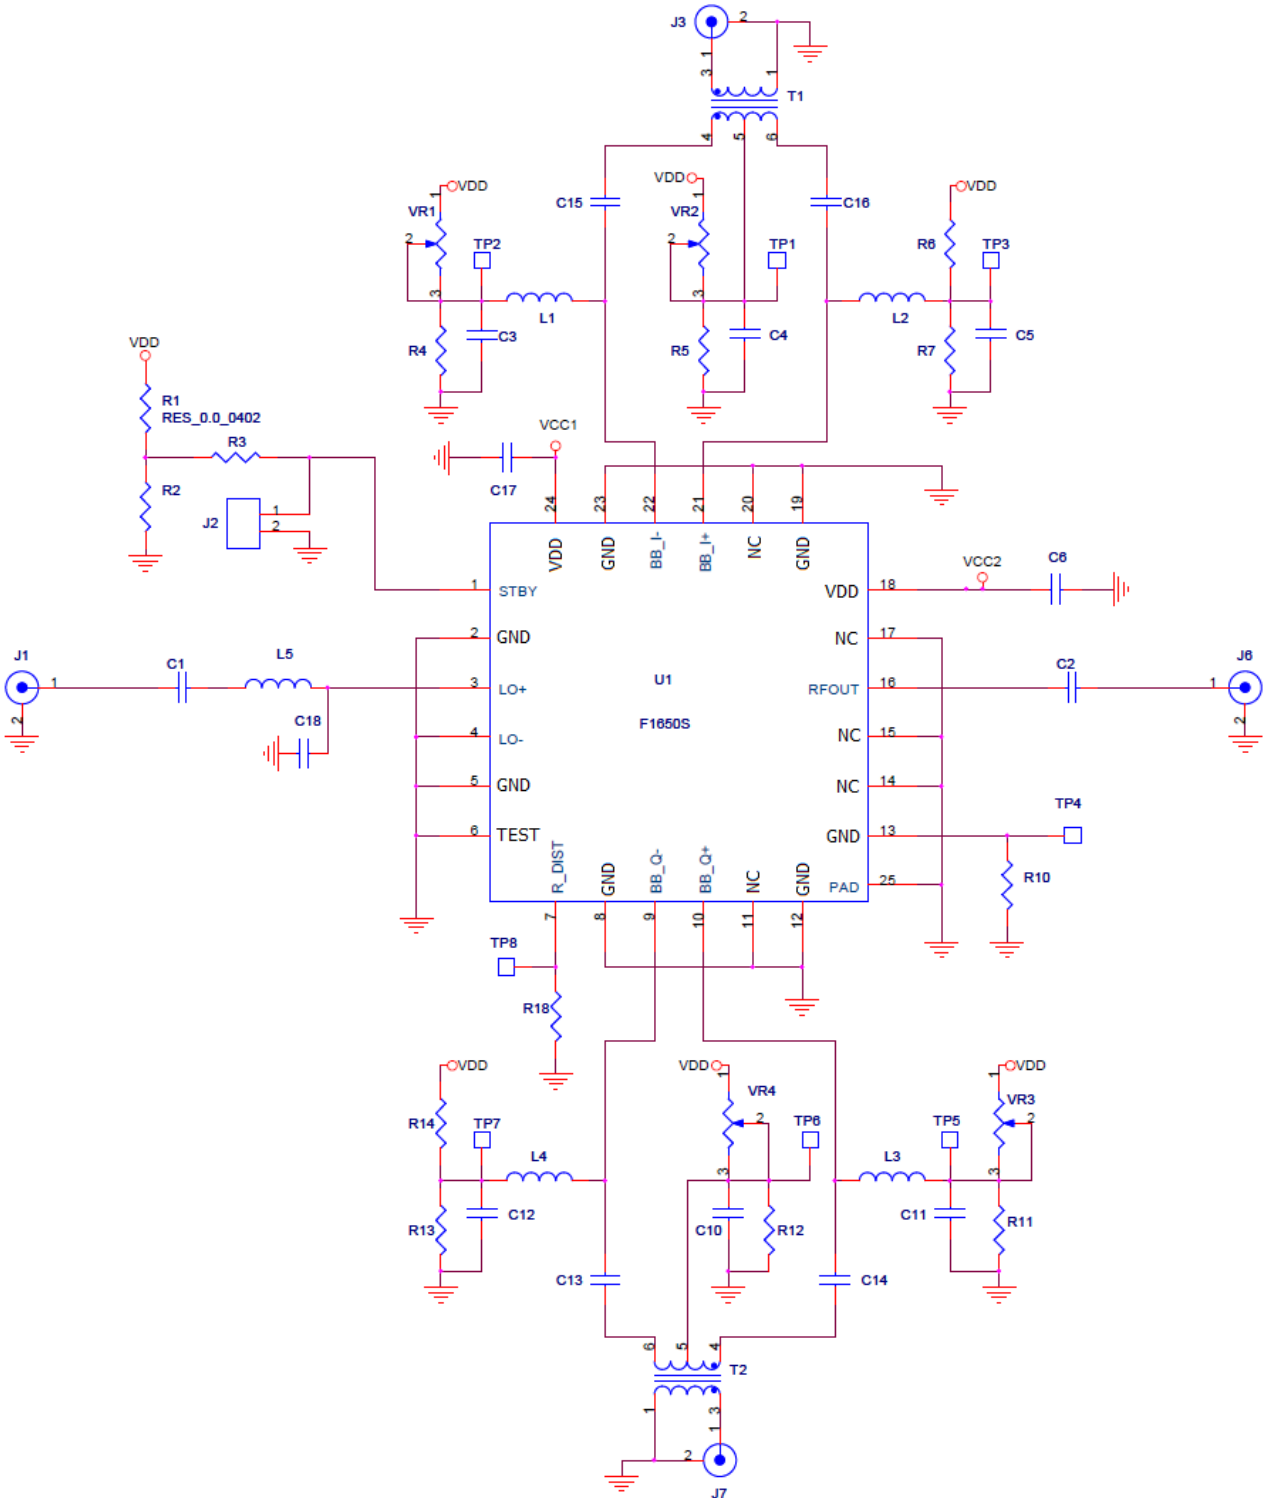 J3
2
1
3
1
T1
4
5
6
VDD
1
VR1
2
TP2
3
C15
VDD
1
VR2
2
TP1
3
C16
VDD
R6
TP3
L1
L2
R4
C3
R5
C4
R7
C5
VDD
R1
RES_0.0_0402
R3
R2
J2
1
2
VCC1
C17
24
23
22
21
20
19
VDD
GND
BB_I-
BB_I+
NC
GND
1
STBY
VDD
18
VCC2
C6
2
GND
NC
17
J1
1
2
C1
L5
C18
3
LO+
U1
F1650S
RFOUT
16
C2
1
J6
2
4
LO-
NC
15
5
GND
NC
14
6
TEST
GND
13
TP4
R10
R_DIST
BB_Q-
BB_Q+
GND
NC
GND
PAD
25
7
8
9
10
11
12
TP8
R18
VDD
R14
TP7
L4
R13
C12
C13
VDD
1
VR4
2
TP6
3
C10
R12
VDD
1
VR3
2
TP5
3
L3
C11
R11
C14
6
5
4
T2
1
3
1
2
J7